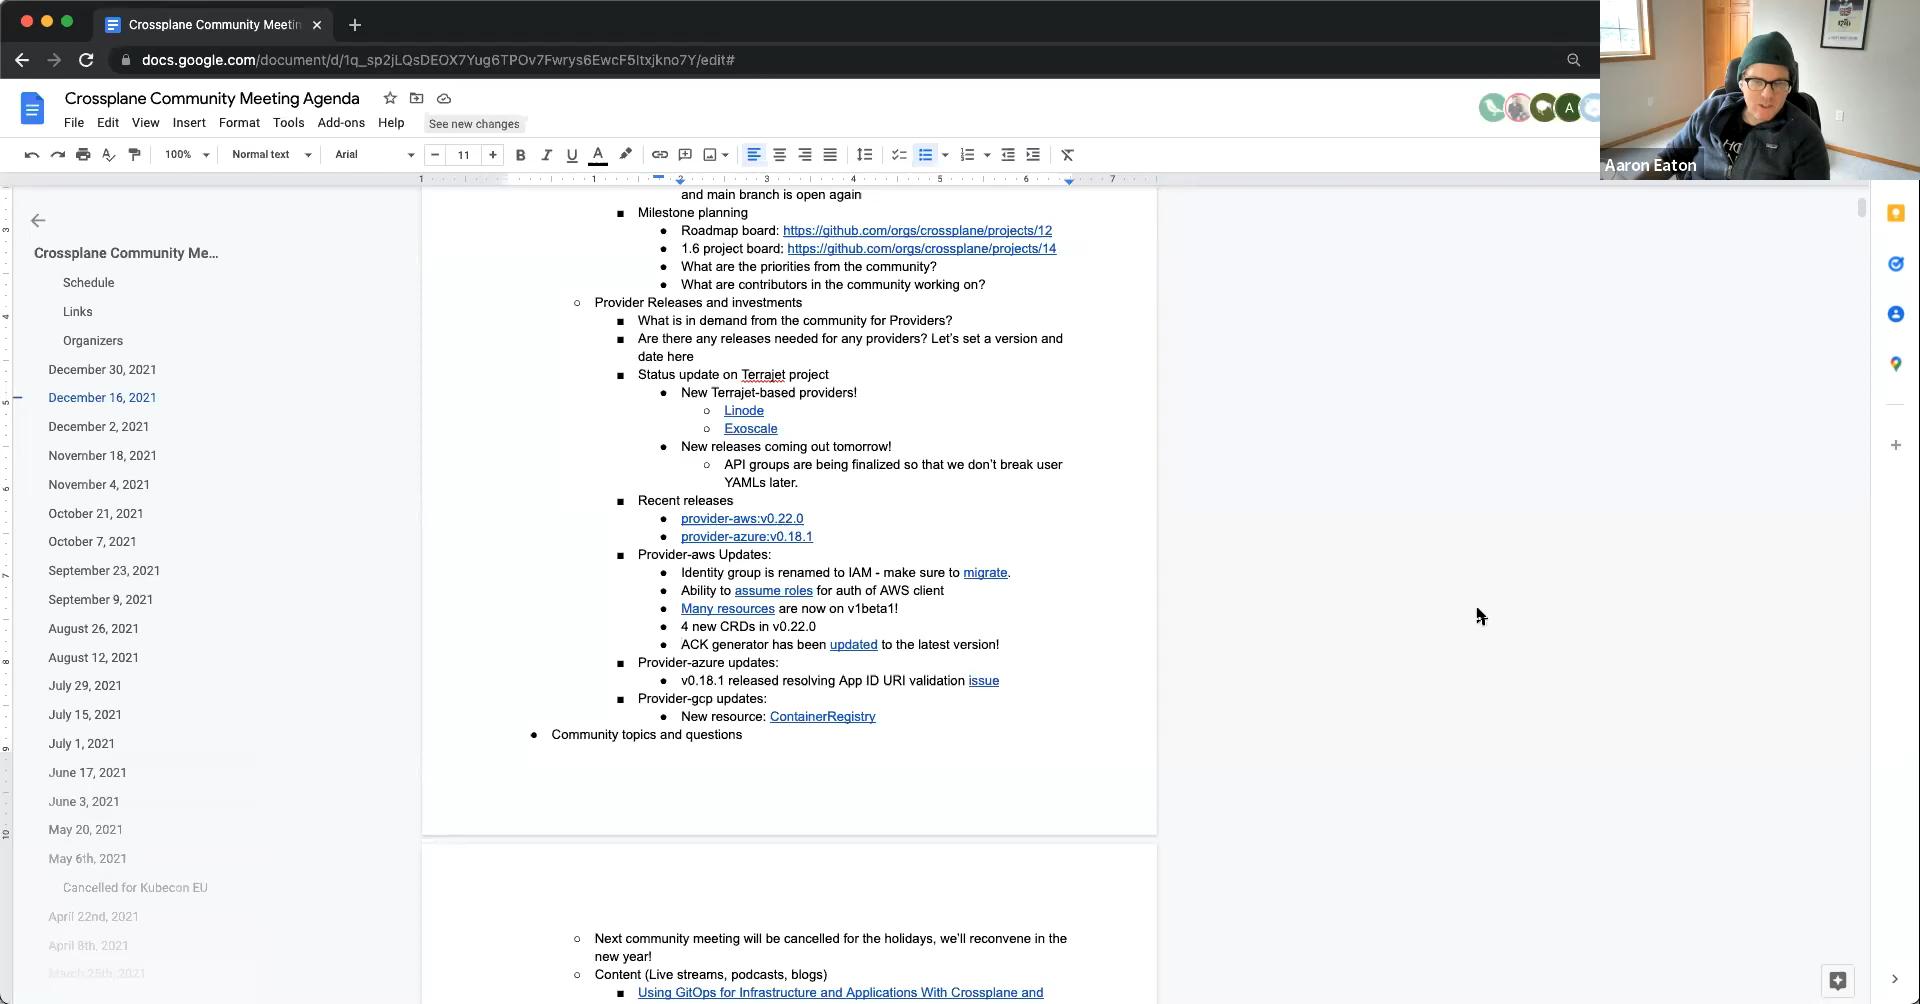 Crossplane Community Meetin
docs.google.com/document/d/1q_sp2jLQsDEOX7Yug6TPOv7Fwrys6EwcF5Itxjkno7Y/edit#
Crossplane Community Meeting Agenda
File Edit View Insert Format Tools Add-ons Help See new changes
100% Normal text Arial 11
Aaron Eaton
Crossplane Community Me...
Schedule
Links
Organizers
December 30, 2021
December 16, 2021
December 2, 2021
November 18, 2021
November 4, 2021
October 21, 2021
October 7, 2021
September 23, 2021
September 9, 2021
August 26, 2021
August 12, 2021
July 29, 2021
July 15, 2021
July 1, 2021
June 17, 2021
June 3, 2021
May 20, 2021
May 6th, 2021
Cancelled for Kubecon EU
April 22nd, 2021
April 8th, 2021
March 25th, 2021
and main branch is open again
Milestone planning
Roadmap board: https://github.com/orgs/crossplane/projects/12
1.6 project board: https://github.com/orgs/crossplane/projects/14
What are the priorities from the community?
What are contributors in the community working on?
Provider Releases and investments
What is in demand from the community for Providers?
Are there any releases needed for any providers? Let's set a version and
date here
Status update on Terrajet project
New Terrajet-based providers!
Linode
Exoscale
New releases coming out tomorrow!
API groups are being finalized so that we don't break user
YAMLs later.
Recent releases
provider-aws:v0.22.0
provider-azure:v0.18.1
Provider-aws Updates:
Identity group is renamed to IAM - make sure to migrate.
Ability to assume roles for auth of AWS client
Many resources are now on v1beta1!
4 new CRDs in v0.22.0
ACK generator has been updated to the latest version!
Provider-azure updates:
v0.18.1 released resolving App ID URI validation issue
Provider-gcp updates:
New resource: ContainerRegistry
Community topics and questions
Next community meeting will be cancelled for the holidays, we'll reconvene in the
new year!
Content (Live streams, podcasts, blogs)
Using GitOps for Infrastructure and Applications With Crossplane and